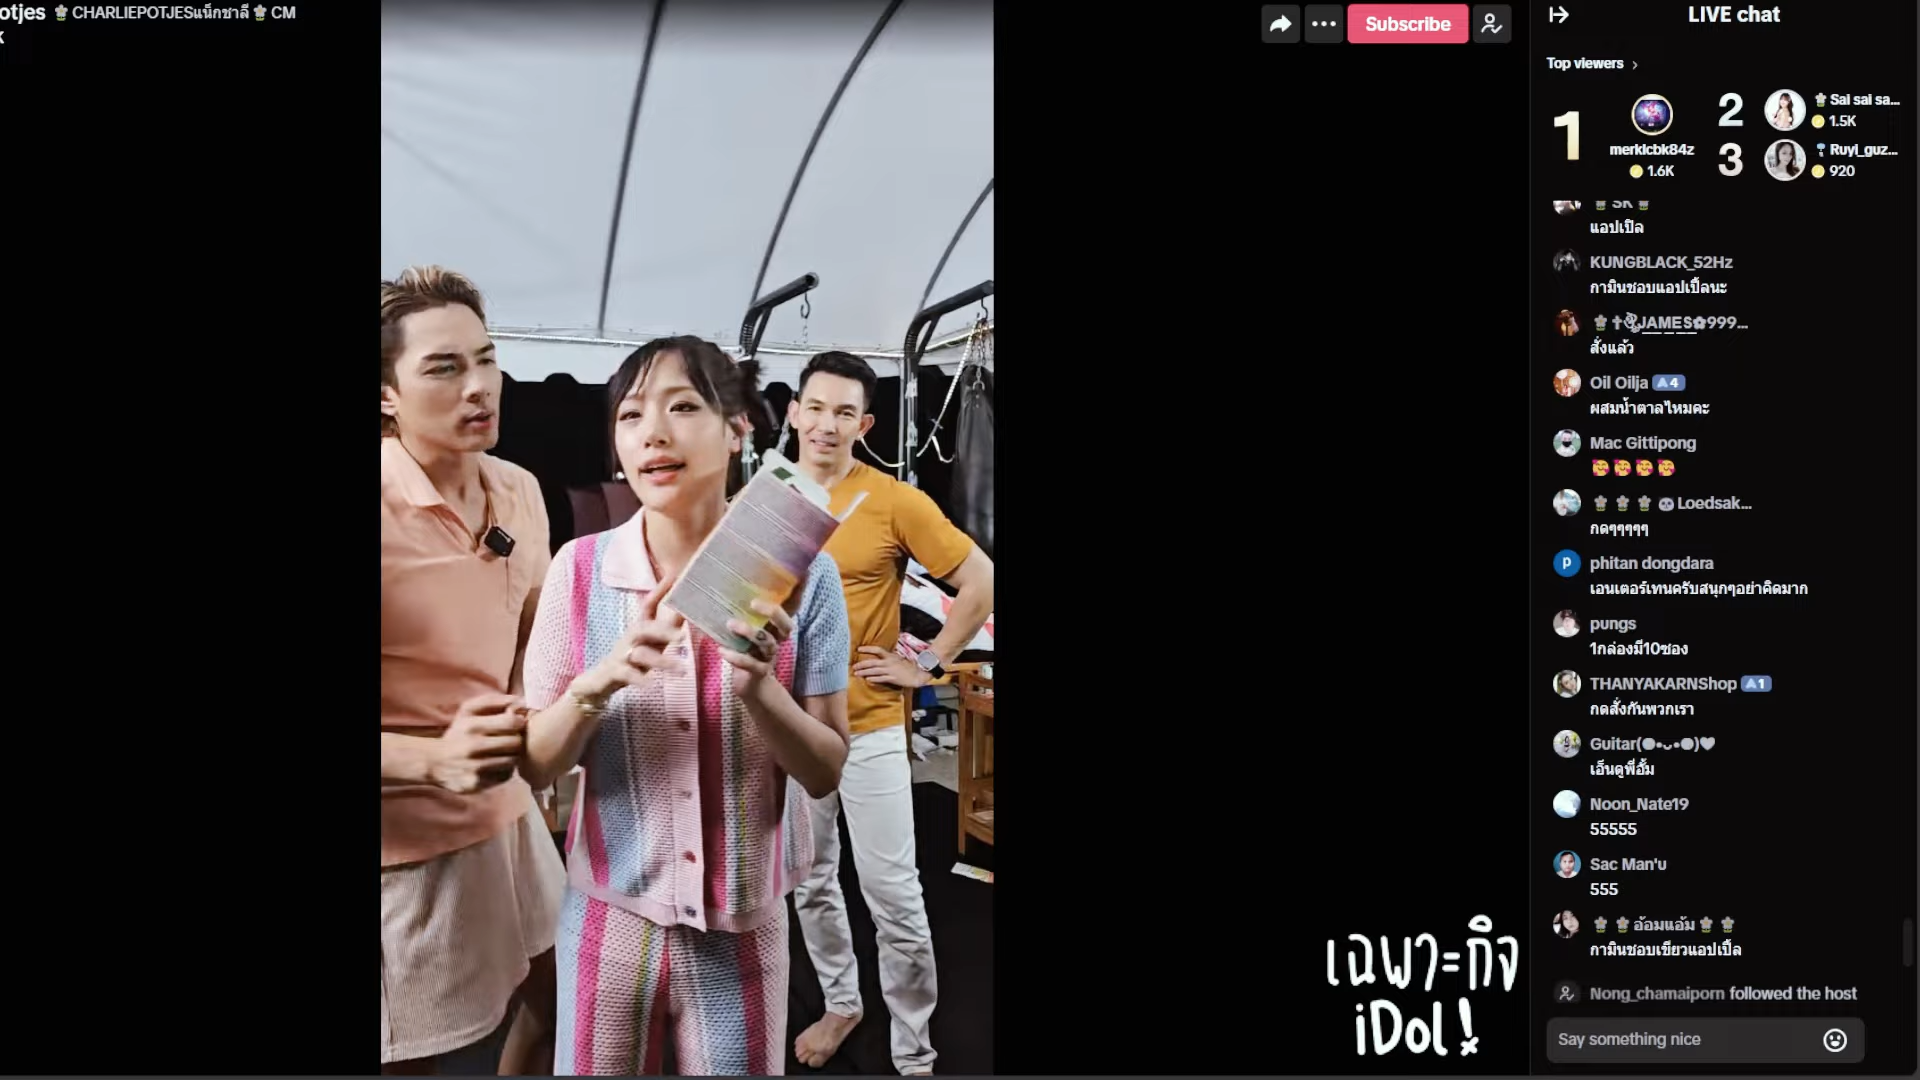 otjes CHARLIEPOTJESแน็กชาลี CM
Subscribe
LIVE chat
Top viewers
1
merklcbk84z
1.6K
2
Sai sai sa...
1.5K
3
Ruyi_guz...
920
SK
แอปเปิล
KUNGBLACK_52Hz
กามินชอบแอปเปิ้ลนะ
JAMES✿999...
สั่งแล้ว
Oil Oilja A4
ผสมน้ำตาลไหมคะ
Mac Gittipong
Loedsak...
กดๆๆๆๆๆ
phitan dongdara
เอนเตอร์เทนครับสนุกๆอย่าคิดมาก
pungs
1กล่องมี10ซอง
THANYAKARNShop A1
กดสั่งกันพวกเรา
Guitar
เอ็นดูพี่อั้ม
Noon_Nate19
55555
Sac Man'u
555
อ้อมแอ้ม
กามินชอบเขียวแอปเปิ้ล
Nong_chamaiporn followed the host
Say something nice
เฉพาะกิจ
iDol!